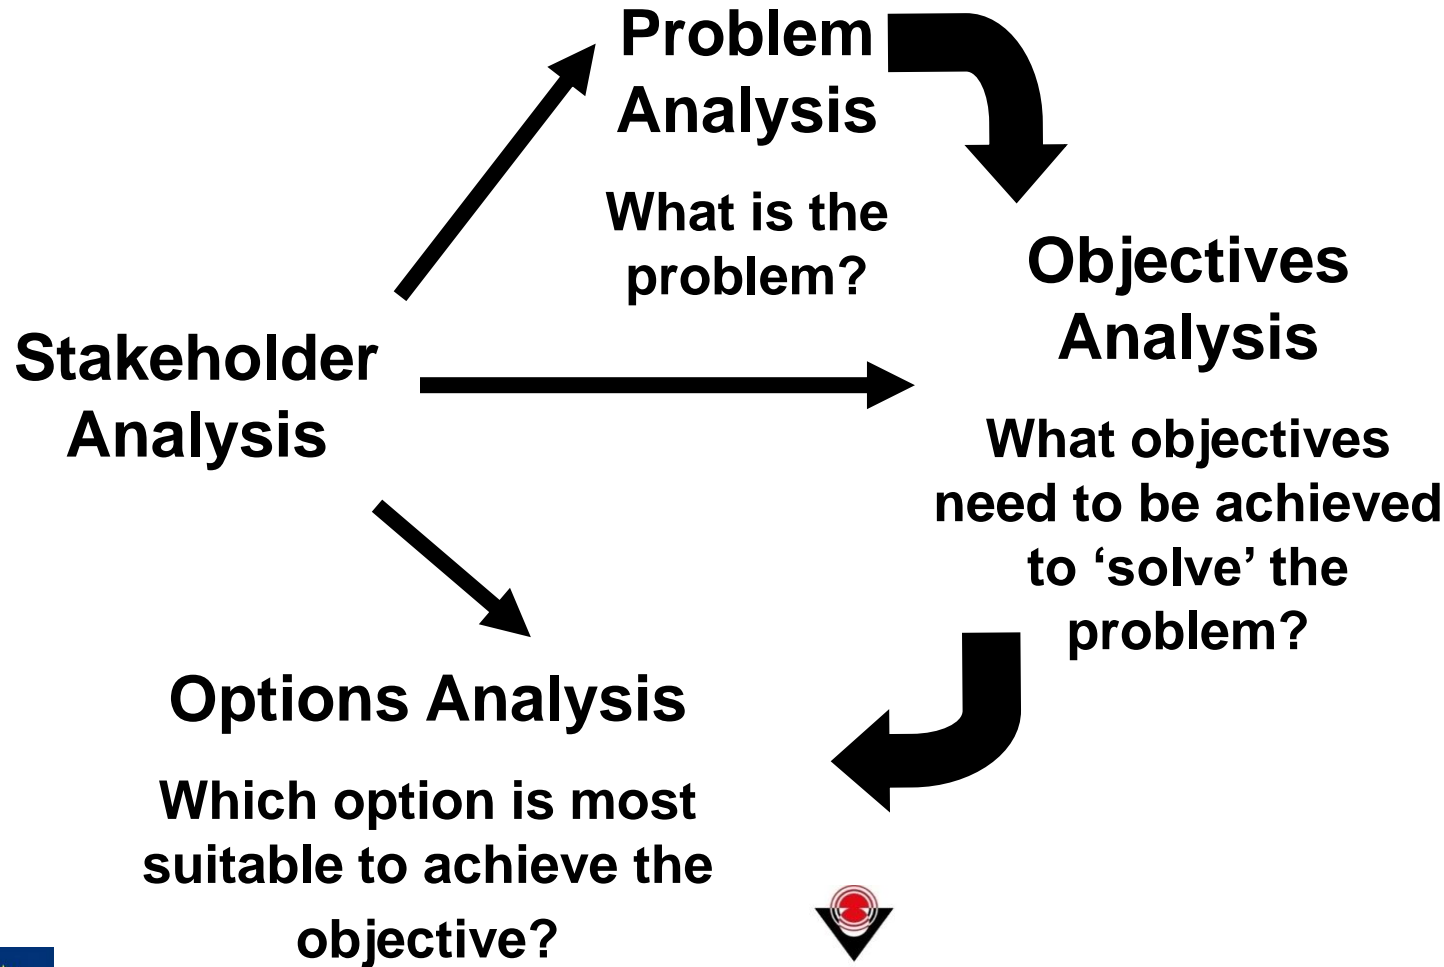 Problem
Analysis
What is the
problem?
Objectives
Analysis
Stakeholder
Analysis
What objectives
need to be achieved
to ‘solve’ the
problem?
Options Analysis
Which option is most
suitable to achieve the
objective?